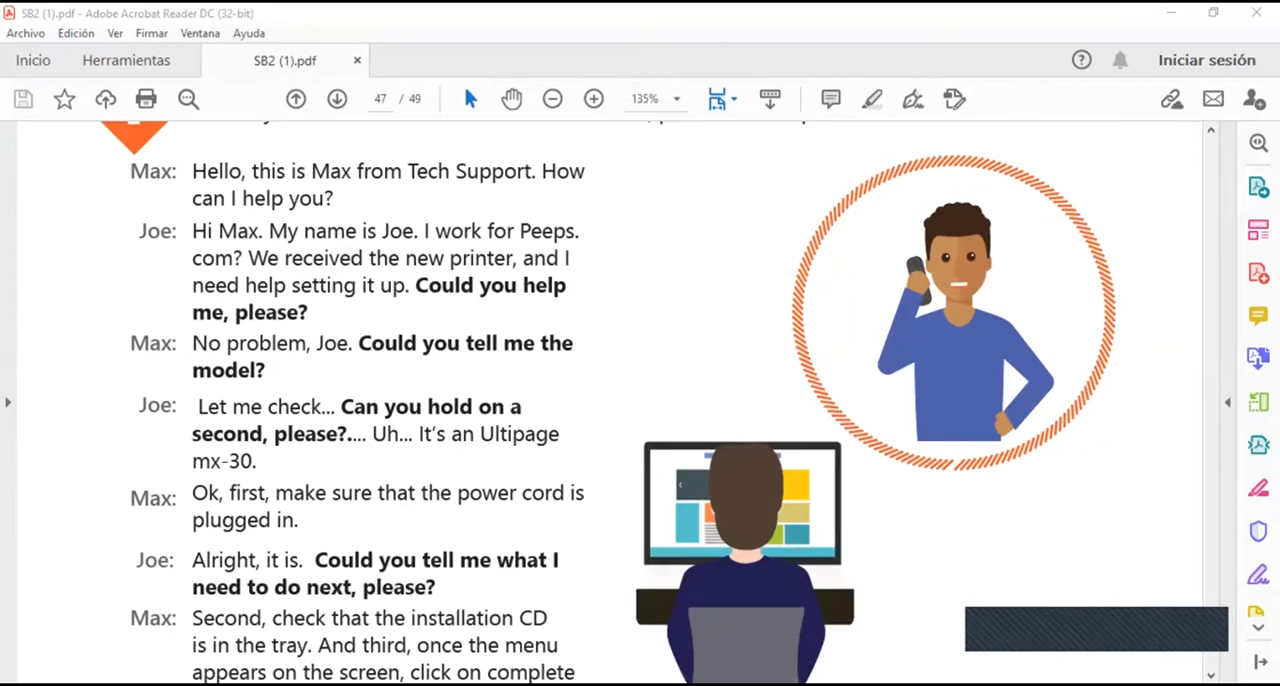 SB2 (1).pdf - Adobe Acrobat Reader DC (32-bit)
Archivo Edición Ver Firmar Ventana Ayuda
Inicio Herramientas SB2 (1).pdf × Iniciar sesión
47 / 49 135%
Max: Hello, this is Max from Tech Support. How
can I help you?
Joe: Hi Max. My name is Joe. I work for Peeps.
com? We received the new printer, and I
need help setting it up. Could you help
me, please?
Max: No problem, Joe. Could you tell me the
model?
Joe: Let me check... Can you hold on a
second, please?.... Uh... It's an Ultipage
mx-30.
Max: Ok, first, make sure that the power cord is
plugged in.
Joe: Alright, it is. Could you tell me what I
need to do next, please?
Max: Second, check that the installation CD
is in the tray. And third, once the menu
appears on the screen, click on complete